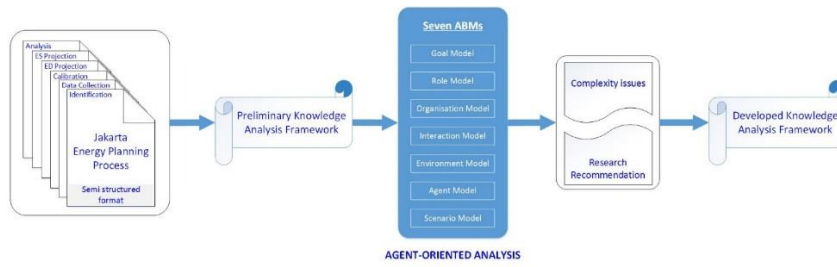 Analysis
ES Projection
ED Projection
Calibration
Data Collection
Identification
Jakarta
Energy Planning
Process
Semi structured
format
Preliminary Knowledge
Analysis Framework
Seven ABMs
Goal Model
Role Model
Organisation Model
Interaction Model
Environment Model
Agent Model
Scenario Model
AGENT-ORIENTED ANALYSIS
Complexity issues
Research
Recommendation
Developed Knowledge
Analysis Framework